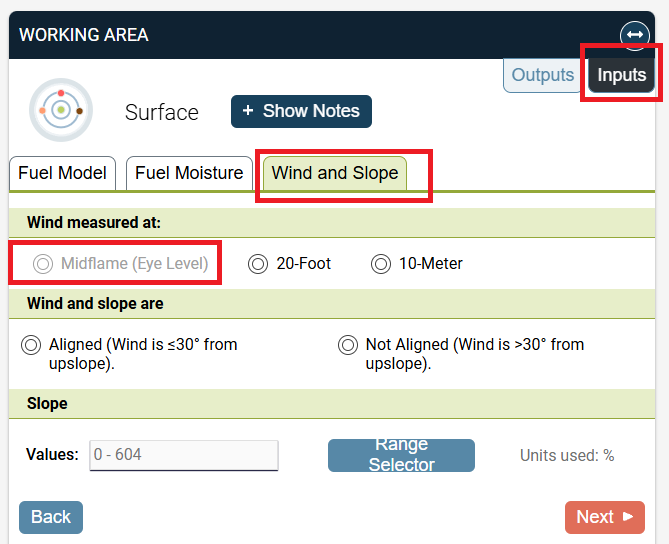 WORKING AREA
Outputs
Inputs
Surface
+ Show Notes
Fuel Model
Fuel Moisture
Wind and Slope
Wind measured at:
Midflame (Eye Level)
20-Foot
10-Meter
Wind and slope are
Aligned (Wind is ≤30° from
upslope).
Not Aligned (Wind is >30° from
upslope).
Slope
Values:
0 - 604
Range
Selector
Units used: %
Back
Next